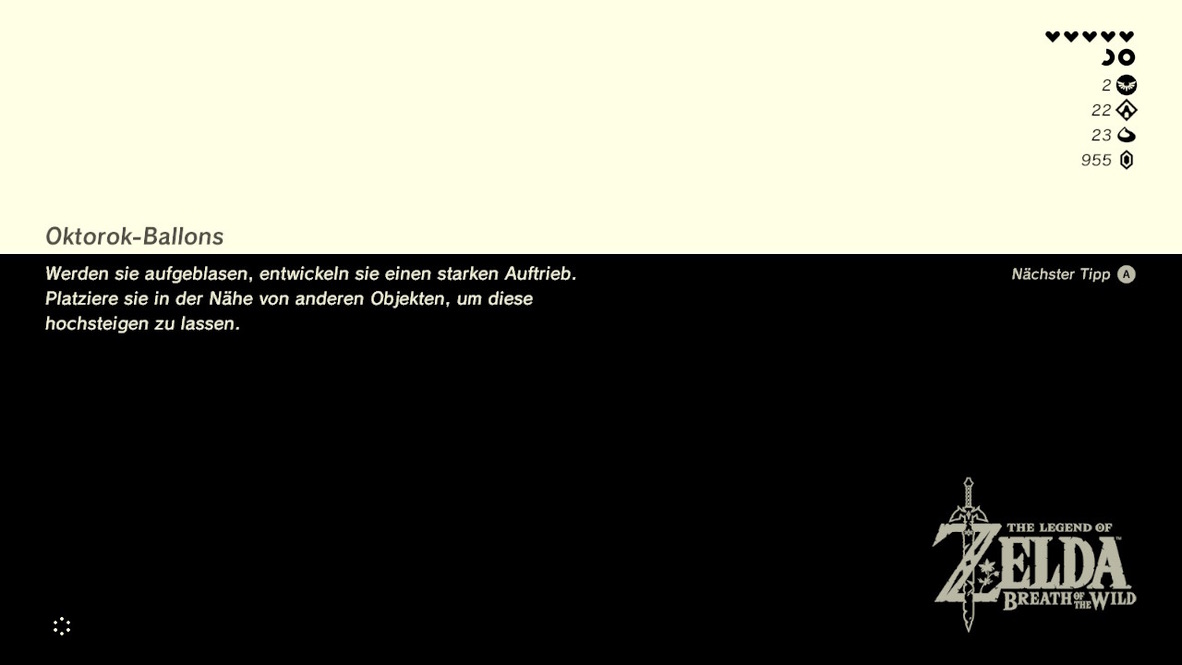 2
22
23
955
Oktorok-Ballons
Werden sie aufgeblasen, entwickeln sie einen starken Auftrieb.
Platziere sie in der Nähe von anderen Objekten, um diese
hochsteigen zu lassen.
Nächster Tipp A
THE LEGEND OF
ZELDA™
BREATH OF THE WILD